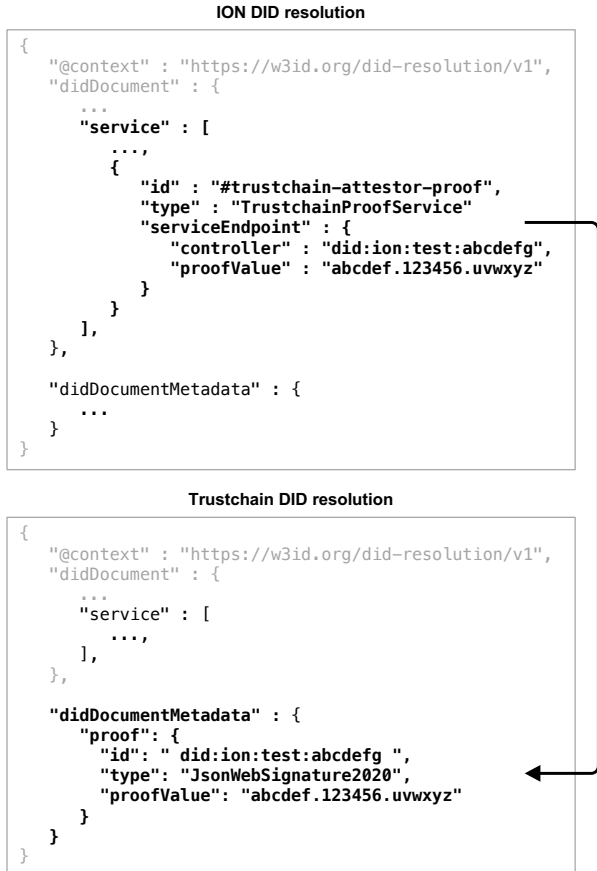 ION DID resolution
{
"@context" : "https://w3id.org/did-resolution/v1",
"didDocument" : {
...
"service" : [
...,
{
"id" : "#trustchain-attestor-proof",
"type" : "TrustchainProofService"
"serviceEndpoint" : {
"controller" : "did:ion:test:abcdefg",
"proofValue" : "abcdef.123456.uvwxyz"
}
}
],
},
"didDocumentMetadata" : {
...
}
}
Trustchain DID resolution
{
"@context" : "https://w3id.org/did-resolution/v1",
"didDocument" : {
...
"service" : [
...,
],
},
"didDocumentMetadata" : {
"proof": {
"id": " did:ion:test:abcdefg ",
"type": "JsonWebSignature2020",
"proofValue": "abcdef.123456.uvwxyz"
}
}
}